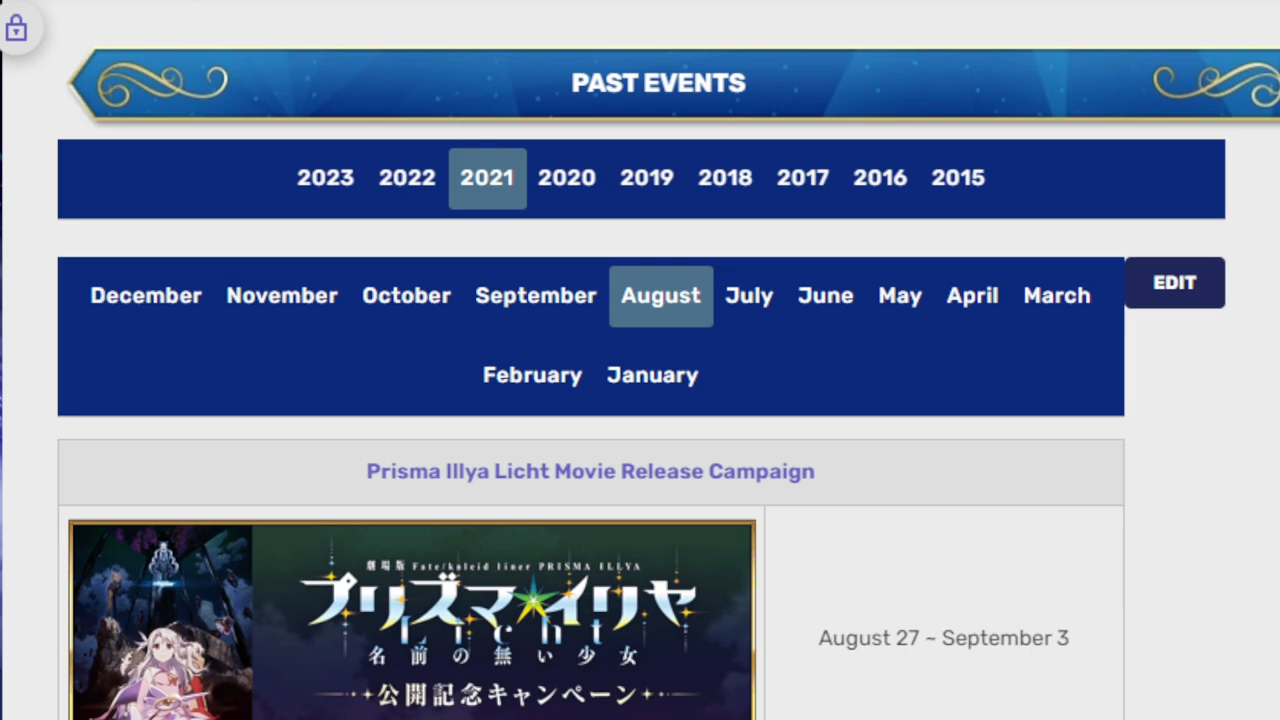 PAST EVENTS
2023 2022 2021 2020 2019 2018 2017 2016 2015
December November October September August July June May April March
EDIT
February January
Prisma Illya Licht Movie Release Campaign
劇場版 Fate/kaleid liner PRISMA ILLYA
プリズマ☆イリヤ
Licht
名前の無い少女
公開記念キャンペーン
August 27 ~ September 3